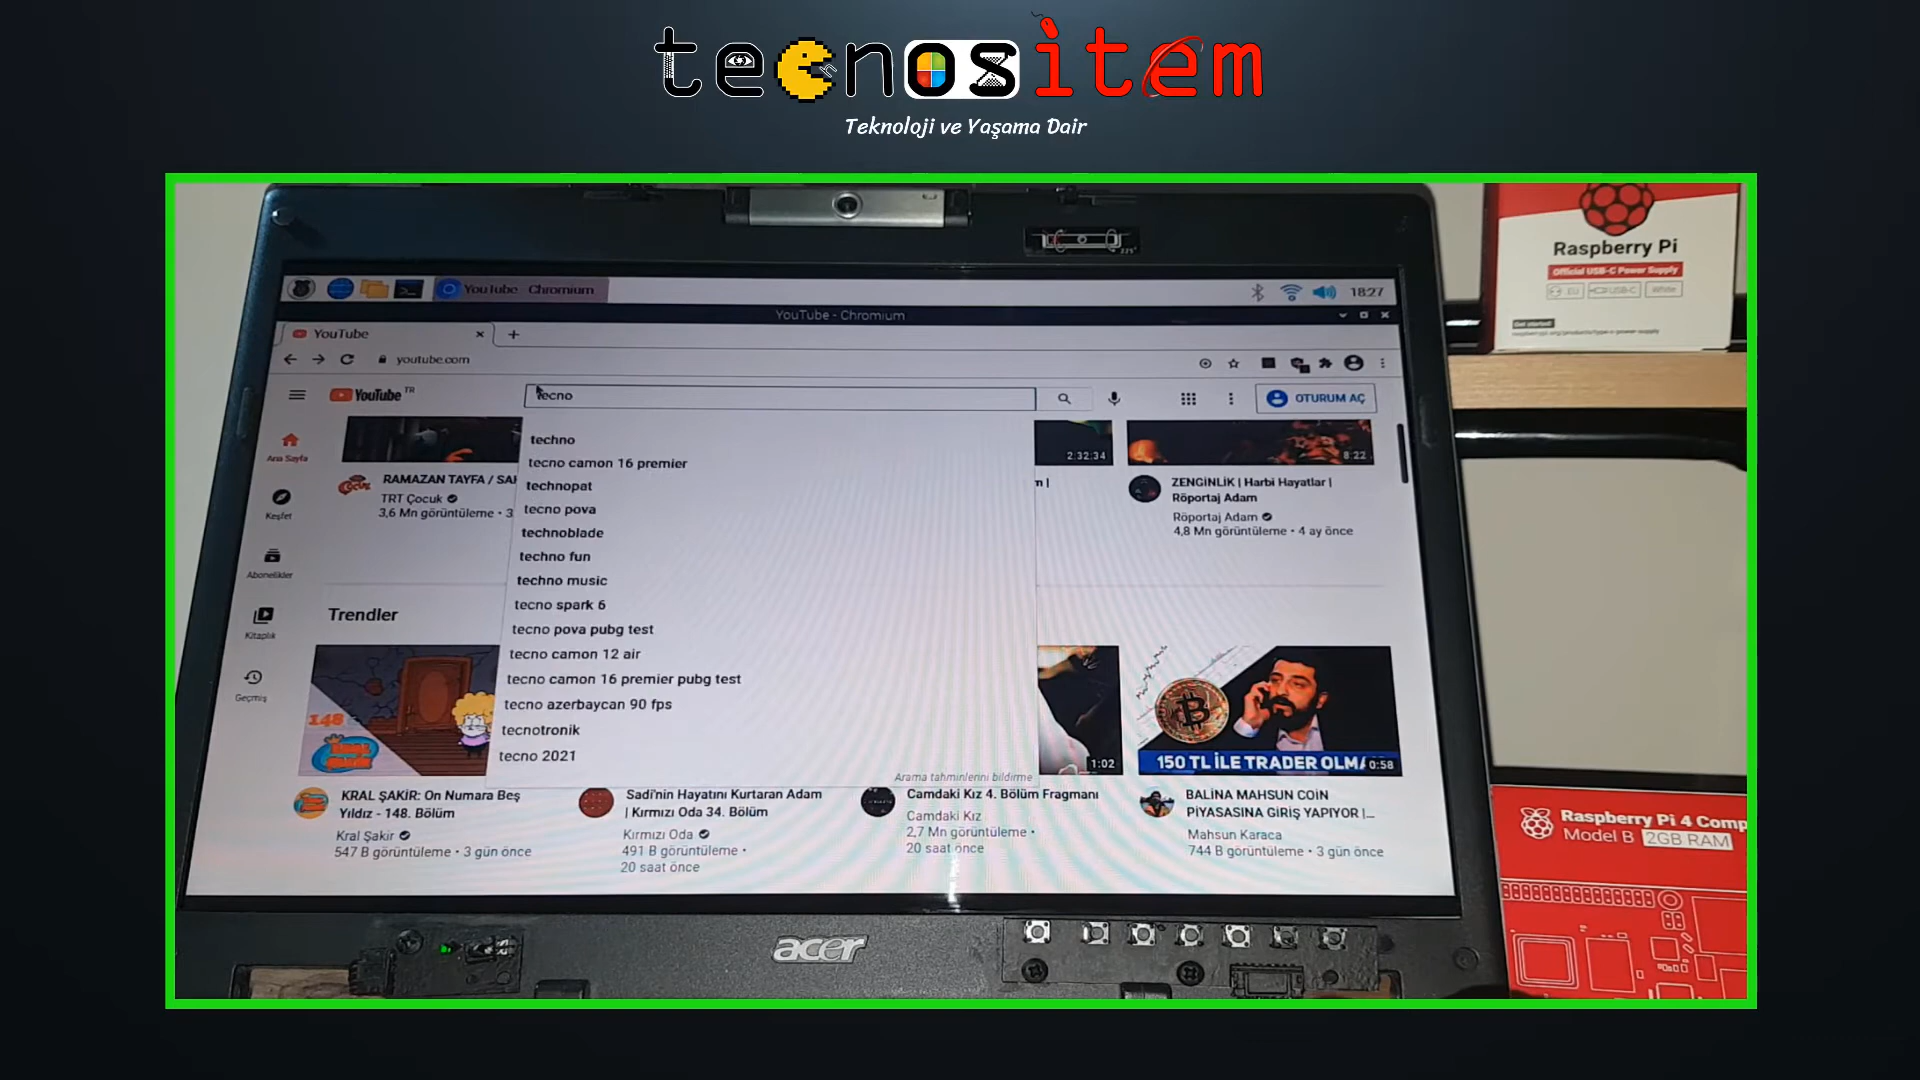 tecnositem
Teknoloji ve Yaşama Dair
Raspberry Pi
Official USB-C Power Supply
EU
USB-C
White
Get started!
YouTube - Chromium
18:27
YouTube - Chromium
YouTube
youtube.com
YouTube TR
tecno
OTURUM AÇ
techno
tecno camon 16 premier
technopat
tecno pova
technoblade
techno fun
techno music
tecno spark 6
tecno pova pubg test
tecno camon 12 air
tecno camon 16 premier pubg test
tecno azerbaycan 90 fps
tecnotronik
tecno 2021
Arama tahminlerini bildirme
Ana Sayfa
Keşfet
Abonelikler
Kitaplık
Geçmiş
RAMAZAN TAYFA /
TRT Çocuk
3,6 Mn görüntüleme • 3
2:32:34
8:22
ZENGİNLİK | Harbi Hayatlar |
Röportaj Adam
Röportaj Adam
4,8 Mn görüntüleme • 4 ay önce
Trendler
148
1:02
150 TL İLE TRADER OLMA
0:58
KRAL ŞAKİR: On Numara Beş
Yıldız - 148. Bölüm
Kral Şakir
547 B görüntüleme • 3 gün önce
Sadi'nin Hayatını Kurtaran Adam
| Kırmızı Oda 34. Bölüm
Kırmızı Oda
491 B görüntüleme •
20 saat önce
Camdaki Kız 4. Bölüm Fragmanı
Camdaki Kız
2,7 Mn görüntüleme •
20 saat önce
BALİNA MAHSUN COİN
PİYASASINA GİRİŞ YAPIYOR |...
Mahsun Karaca
744 B görüntüleme • 3 gün önce
Raspberry Pi 4 Comp
Model B 2GB RAM
acer